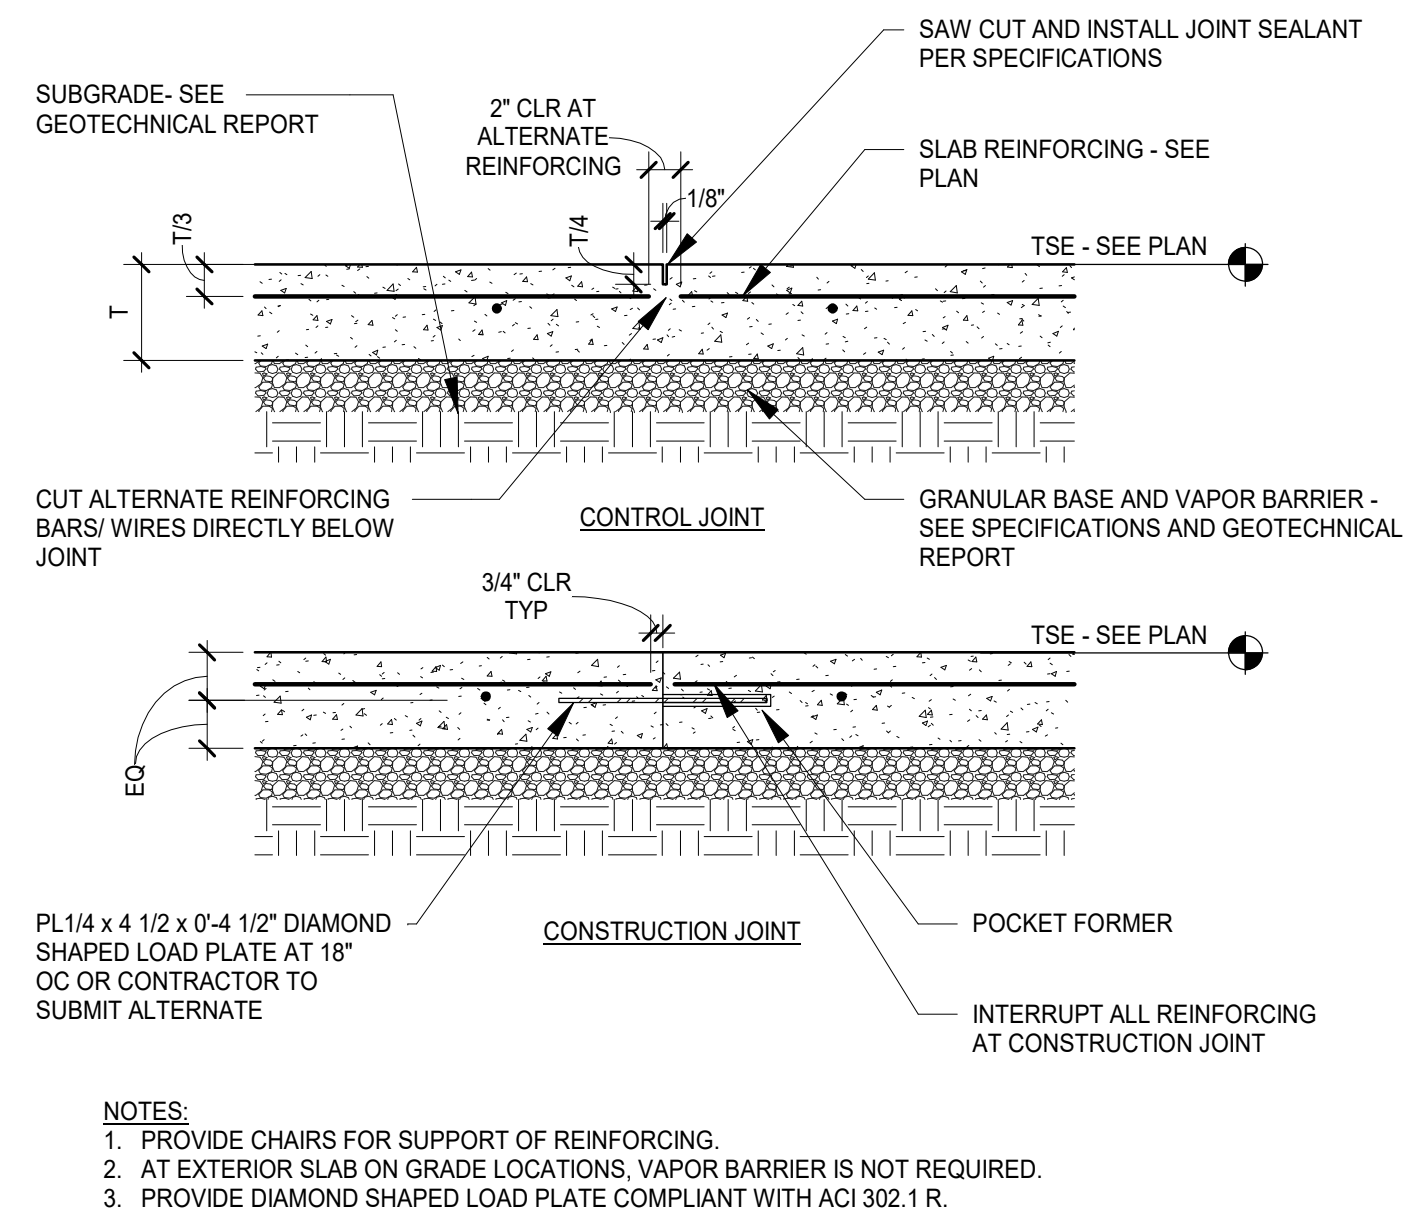 SAW CUT AND INSTALL JOINT SEALANT
PER SPECIFICATIONS
SUBGRADE- SEE
GEOTECHNICAL REPORT
2" CLR AT
ALTERNATE
REINFORCING
SLAB REINFORCING - SEE
PLAN
1/8"
T/3
T/4
TSE - SEE PLAN
T
CUT ALTERNATE REINFORCING
BARS/ WIRES DIRECTLY BELOW
JOINT
CONTROL JOINT
GRANULAR BASE AND VAPOR BARRIER -
SEE SPECIFICATIONS AND GEOTECHNICAL
REPORT
3/4" CLR
TYP
TSE - SEE PLAN
EQ
PL1/4 x 4 1/2 x 0'-4 1/2" DIAMOND
SHAPED LOAD PLATE AT 18"
OC OR CONTRACTOR TO
SUBMIT ALTERNATE
CONSTRUCTION JOINT
POCKET FORMER
INTERRUPT ALL REINFORCING
AT CONSTRUCTION JOINT
NOTES:
1. PROVIDE CHAIRS FOR SUPPORT OF REINFORCING.
2. AT EXTERIOR SLAB ON GRADE LOCATIONS, VAPOR BARRIER IS NOT REQUIRED.
3. PROVIDE DIAMOND SHAPED LOAD PLATE COMPLIANT WITH ACI 302.1 R.